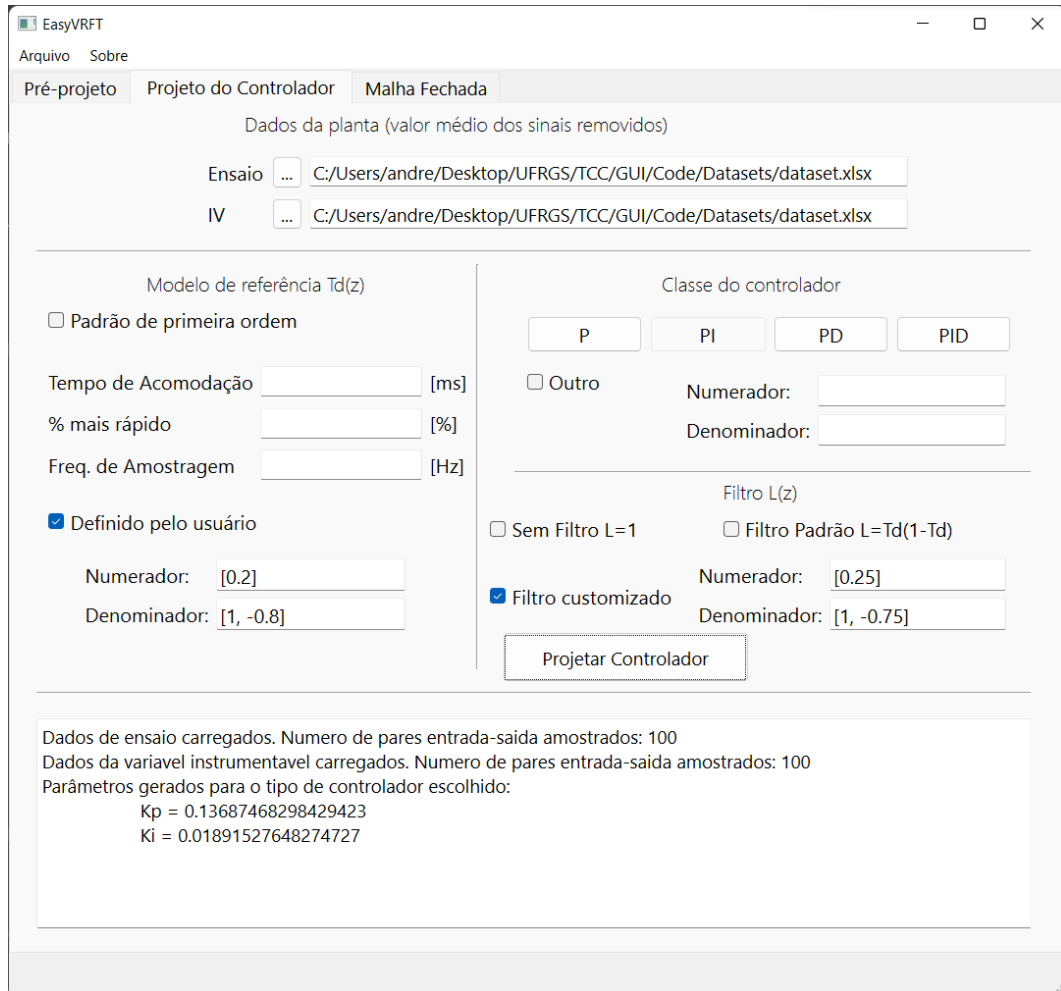 EasyVRFT
Arquivo Sobre
Pré-projeto Projeto do Controlador Malha Fechada
Dados da planta (valor médio dos sinais removidos)
Ensaio ... C:/Users/andre/Desktop/UFRGS/TCC/GUI/Code/Datasets/dataset.xlsx
IV ... C:/Users/andre/Desktop/UFRGS/TCC/GUI/Code/Datasets/dataset.xlsx
Modelo de referência Td(z)
Padrão de primeira ordem
Tempo de Acomodação [ms]
% mais rápido [%]
Freq. de Amostragem [Hz]
Definido pelo usuário
Numerador: [0.2]
Denominador: [1, -0.8]
Classe do controlador
P PI PD PID
Outro
Numerador:
Denominador:
Filtro L(z)
Sem Filtro L=1 Filtro Padrão L=Td(1-Td)
Filtro customizado
Numerador: [0.25]
Denominador: [1, -0.75]
Projetar Controlador
Dados de ensaio carregados. Numero de pares entrada-saida amostrados: 100
Dados da variavel instrumentavel carregados. Numero de pares entrada-saida amostrados: 100
Parâmetros gerados para o tipo de controlador escolhido:
Kp = 0.13687468298429423
Ki = 0.01891527648274727